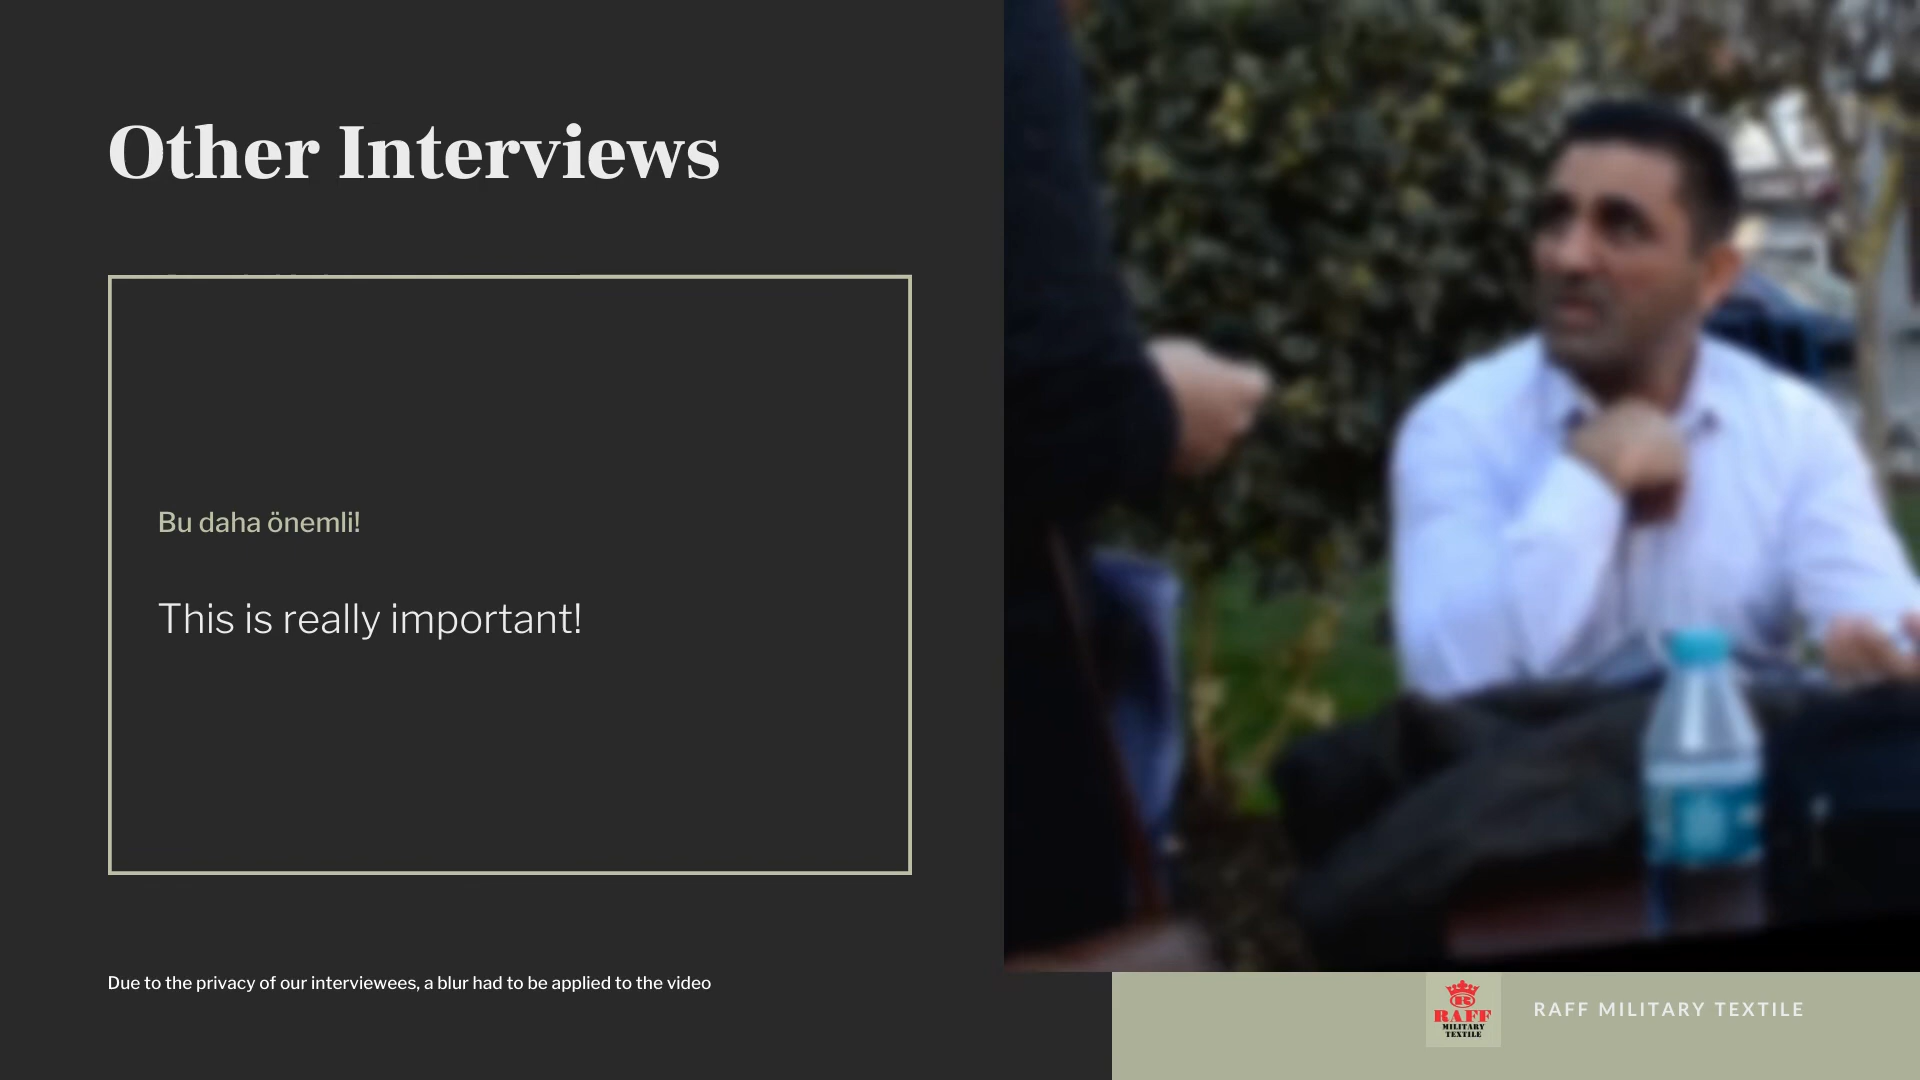 Other Interviews
Bu daha önemli!
This is really important!
Due to the privacy of our interviewees, a blur had to be applied to the video
R
RAFF
MILITARY
TEXTILE
RAFF MILITARY TEXTILE